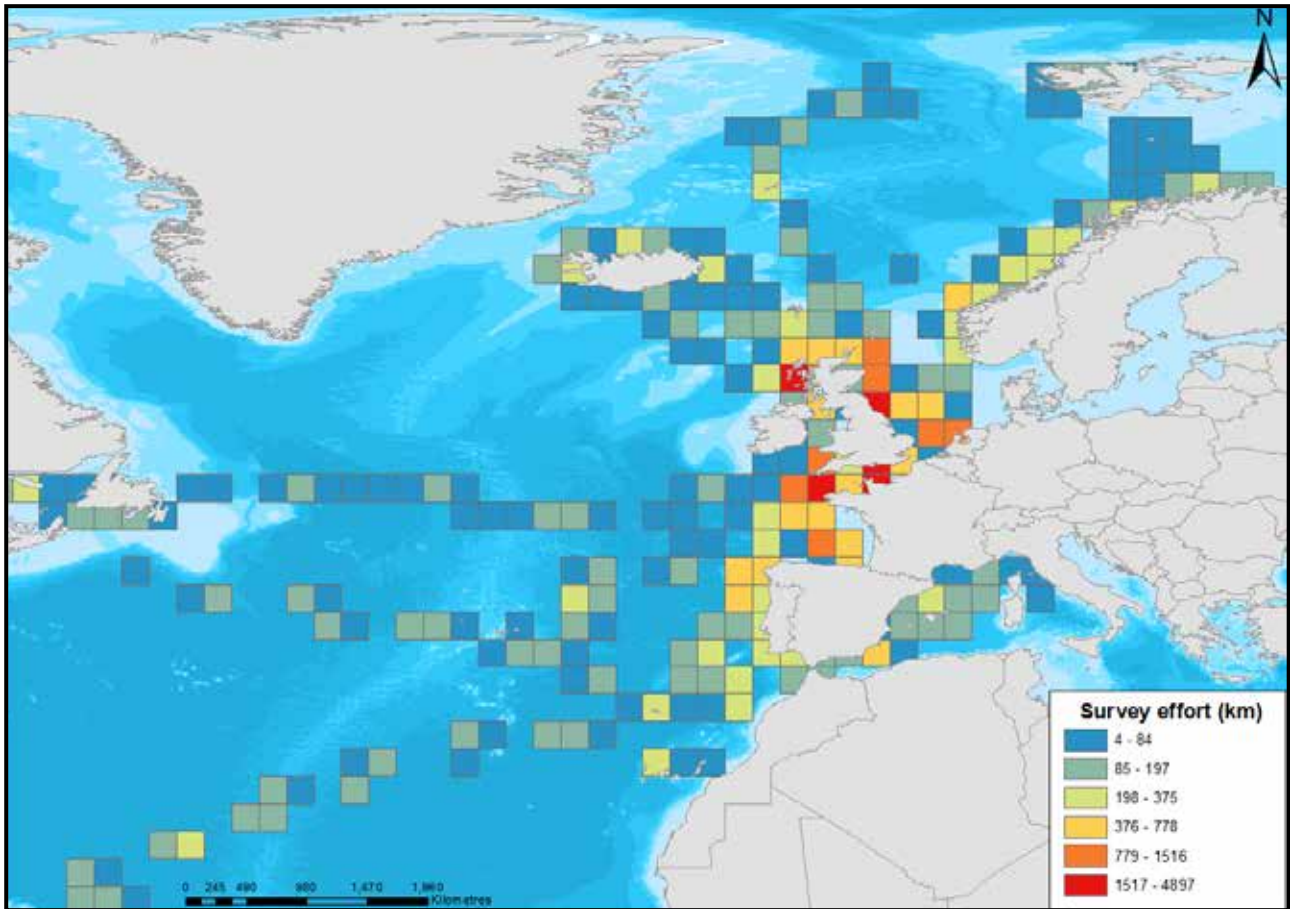 N
Survey effort (km)
4 - 84
85 - 197
198 - 375
376 - 778
779 - 1516
1517 - 4897
0 245 490 980 1,470 1,960
Kilometres